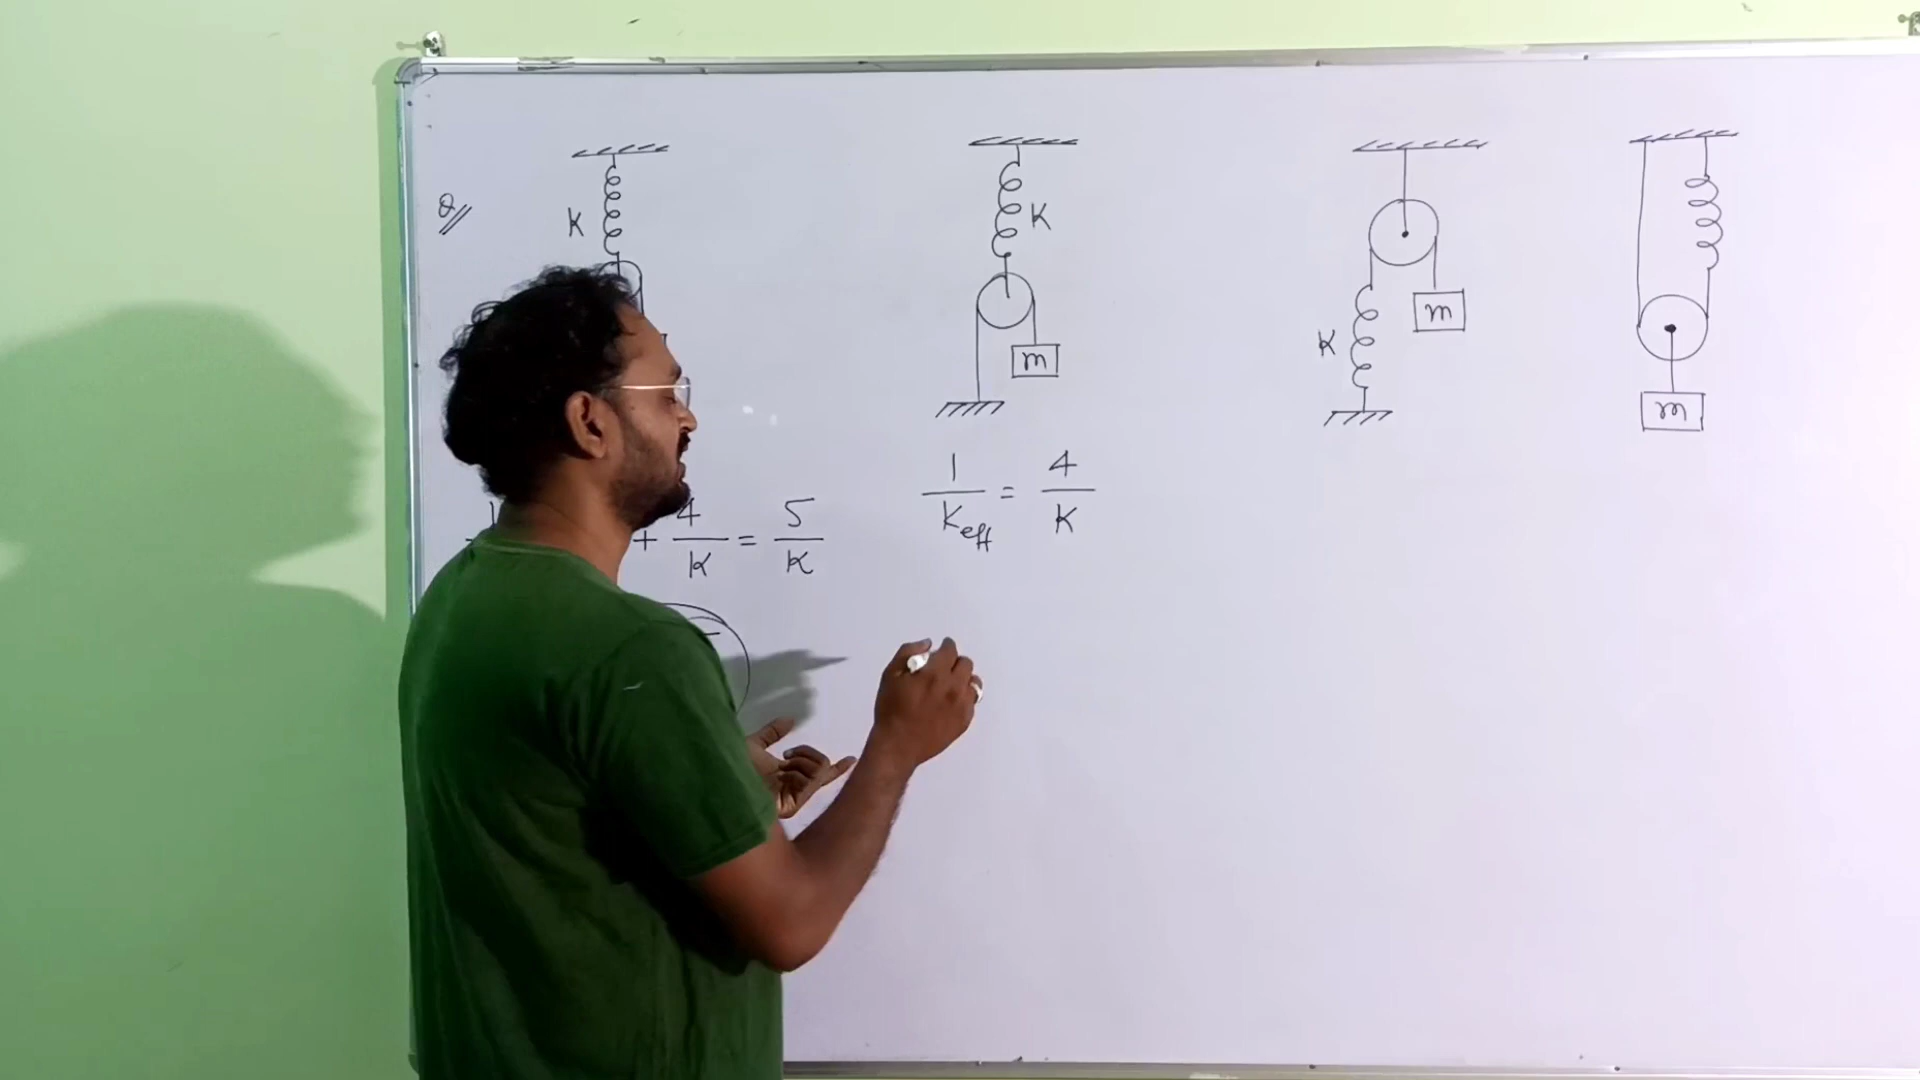 Q//
K
K
m
K
m
m
+ 4/K = 5/K
1/Keff = 4/K